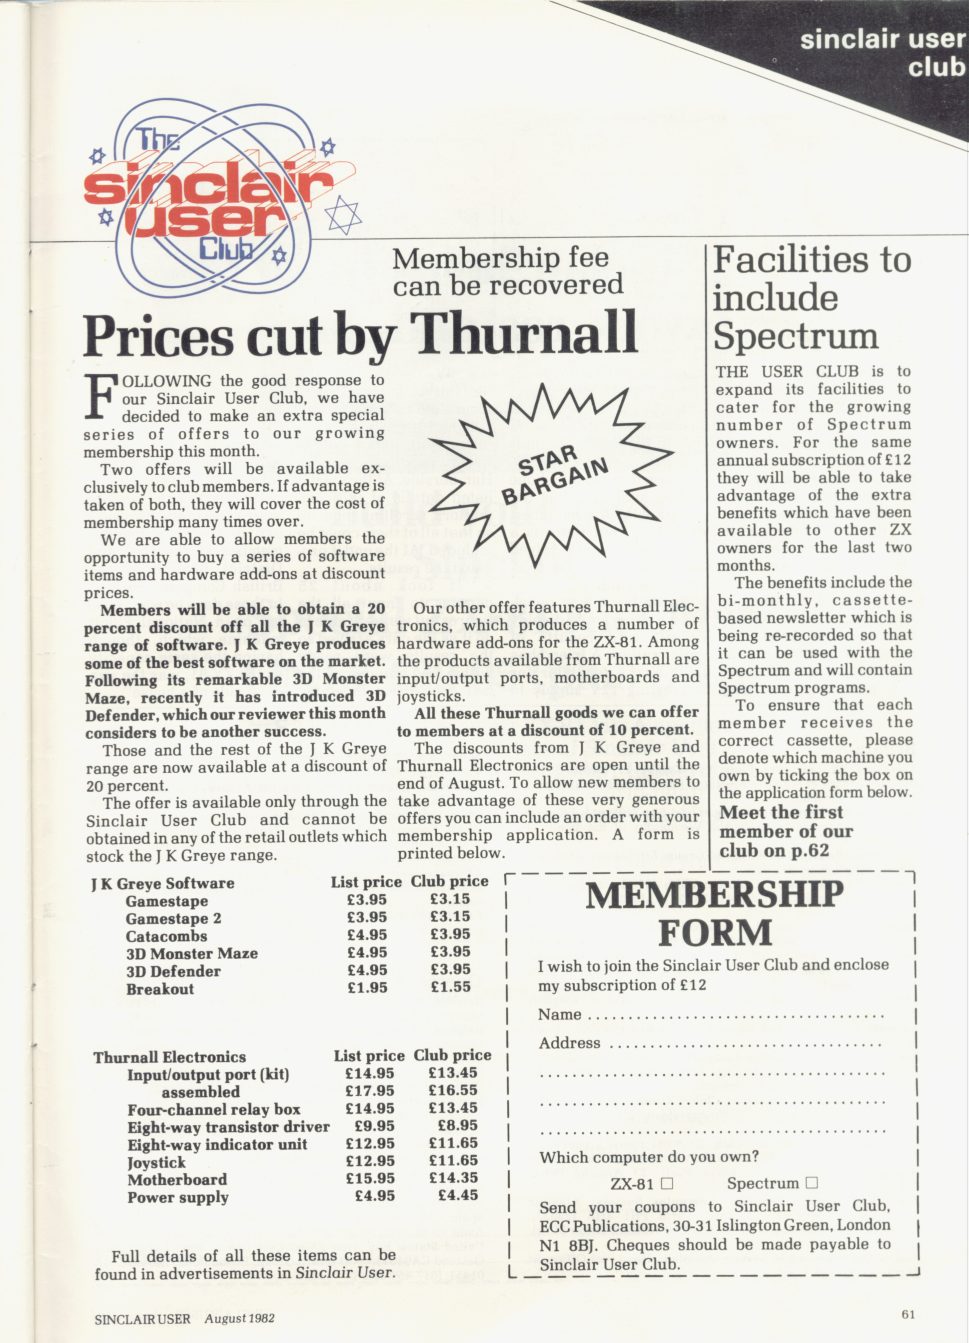 sinclair user
club
The
sinclair
user
Club
Membership fee
can be recovered
Prices cut by Thurnall
FOLLOWING the good response to
our Sinclair User Club, we have
decided to make an extra special
series of offers to our growing
membership this month.
Two offers will be available ex-
clusively to club members. If advantage is
taken of both, they will cover the cost of
membership many times over.
We are able to allow members the
opportunity to buy a series of software
items and hardware add-ons at discount
prices.
Members will be able to obtain a 20
percent discount off all the J K Greye
range of software. J K Greye produces
some of the best software on the market.
Following its remarkable 3D Monster
Maze, recently it has introduced 3D
Defender, which our reviewer this month
considers to be another success.
Those and the rest of the J K Greye
range are now available at a discount of
20 percent.
The offer is available only through the
Sinclair User Club and cannot be
obtained in any of the retail outlets which
stock the J K Greye range.
STAR
BARGAIN
Our other offer features Thurnall Elec-
tronics, which produces a number of
hardware add-ons for the ZX-81. Among
the products available from Thurnall are
input/output ports, motherboards and
joysticks.
All these Thurnall goods we can offer
to members at a discount of 10 percent.
The discounts from J K Greye and
Thurnall Electronics are open until the
end of August. To allow new members to
take advantage of these very generous
offers you can include an order with your
membership application. A form is
printed below.
Facilities to
include
Spectrum
THE USER CLUB is to
expand its facilities to
cater for the growing
number of Spectrum
owners. For the same
annual subscription of £12
they will be able to take
advantage of the extra
benefits which have been
available to other ZX
owners for the last two
months.
The benefits include the
bi-monthly, cassette-
based newsletter which is
being re-recorded so that
it can be used with the
Spectrum and will contain
Spectrum programs.
To ensure that each
member receives the
correct cassette, please
denote which machine you
own by ticking the box on
the application form below.
Meet the first
member of our
club on p.62
J K Greye Software List price Club price
Gamestape £3.95 £3.15
Gamestape 2 £3.95 £3.15
Catacombs £4.95 £3.95
3D Monster Maze £4.95 £3.95
3D Defender £4.95 £3.95
Breakout £1.95 £1.55
Thurnall Electronics List price Club price
Input/output port (kit) £14.95 £13.45
assembled £17.95 £16.55
Four-channel relay box £14.95 £13.45
Eight-way transistor driver £9.95 £8.95
Eight-way indicator unit £12.95 £11.65
Joystick £12.95 £11.65
Motherboard £15.95 £14.35
Power supply £4.95 £4.45
Full details of all these items can be
found in advertisements in Sinclair User.
MEMBERSHIP
FORM
I wish to join the Sinclair User Club and enclose
my subscription of £12
Name
Address
Which computer do you own?
ZX-81 □ Spectrum □
Send your coupons to Sinclair User Club,
ECC Publications, 30-31 Islington Green, London
N1 8BJ. Cheques should be made payable to
Sinclair User Club.
SINCLAIR USER August 1982
61